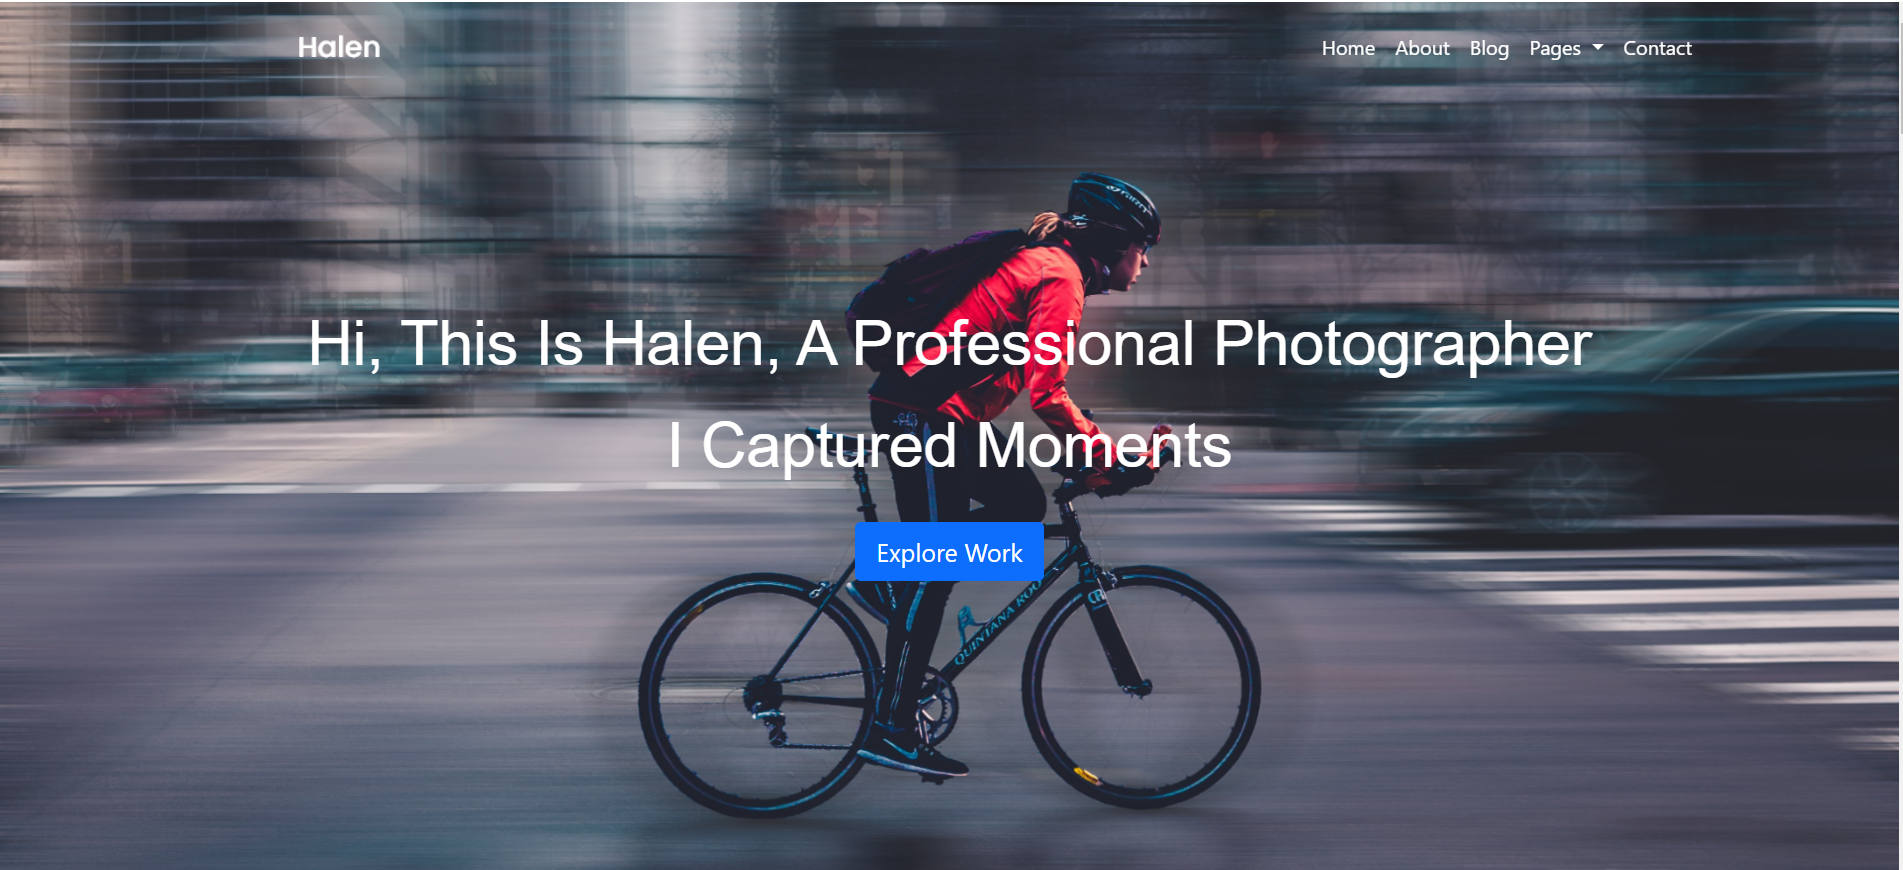 Halen
Home About Blog Pages Contact
Hi, This Is Halen, A Professional Photographer
I Captured Moments
Explore Work
QUINTANA ROO